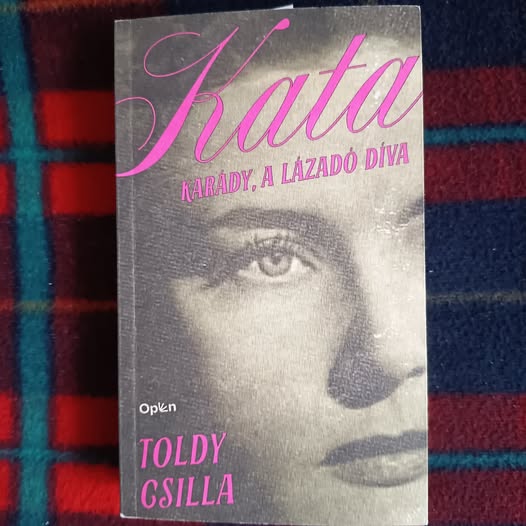 Kata
KARÁDY, A LÁZADÓ DÍVA
Open
TOLDY
CSILLA